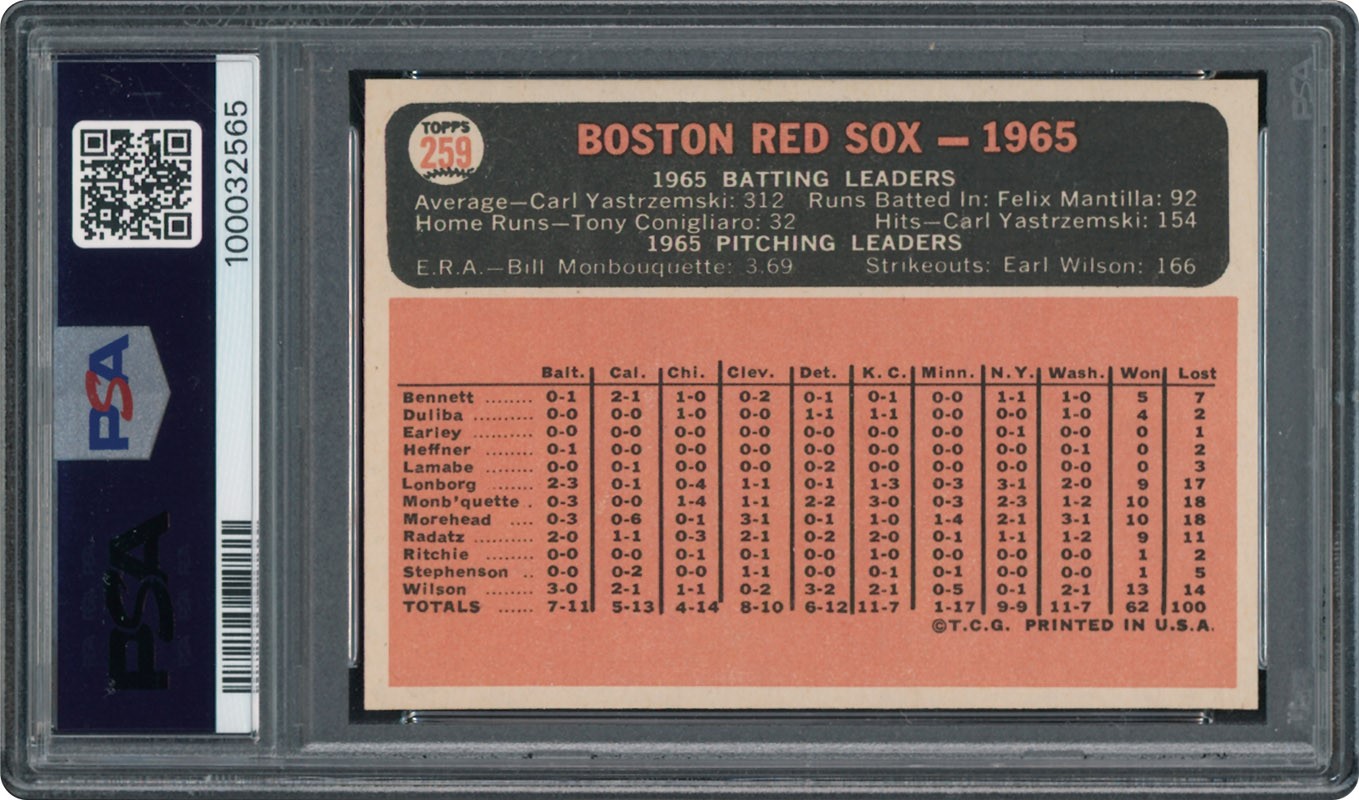 PSA
100032565
PSA
PSA
TOPPS
259
BOSTON RED SOX — 1965
1965 BATTING LEADERS
Average—Carl Yastrzemski: 312 Runs Batted In: Felix Mantilla: 92
Home Runs—Tony Conigliaro: 32 Hits—Carl Yastrzemski: 154
1965 PITCHING LEADERS
E.R.A.—Bill Monbouquette: 3.69 Strikeouts: Earl Wilson: 166
Balt. Cal. Chi. Clev. Det. K. C. Minn. N. Y. Wash. Won Lost
Bennett ........ 0-1 2-1 1-0 0-2 0-1 0-1 0-0 1-1 1-0 5 7
Duliba .......... 0-0 0-0 1-0 0-0 1-1 1-1 0-0 0-0 1-0 4 2
Earley .......... 0-0 0-0 0-0 0-0 0-0 0-0 0-0 0-1 0-0 0 1
Heffner ........ 0-1 0-0 0-0 0-0 0-0 0-0 0-0 0-0 0-1 0 2
Lamabe ........ 0-0 0-1 0-0 0-0 0-2 0-0 0-0 0-0 0-0 0 3
Lonborg ....... 2-3 0-1 0-4 1-1 0-1 1-3 0-3 3-1 2-0 9 17
Monb'quette . 0-3 0-0 1-4 1-1 2-2 3-0 0-3 2-3 1-2 10 18
Morehead .... 0-3 0-6 0-1 3-1 0-1 1-0 1-4 2-1 3-1 10 18
Radatz .......... 2-0 1-1 0-3 2-1 0-2 2-0 0-1 1-1 1-2 9 11
Ritchie .......... 0-0 0-0 0-1 0-1 0-0 1-0 0-0 0-0 0-0 1 2
Stephenson .. 0-0 0-2 0-0 1-1 0-0 0-1 0-1 0-0 0-0 1 5
Wilson .......... 3-0 2-1 1-1 0-2 3-2 2-1 0-5 0-1 2-1 13 14
TOTALS ...... 7-11 5-13 4-14 8-10 6-12 11-7 1-17 9-9 11-7 62 100
©T.C.G. PRINTED IN U.S.A.
PSA